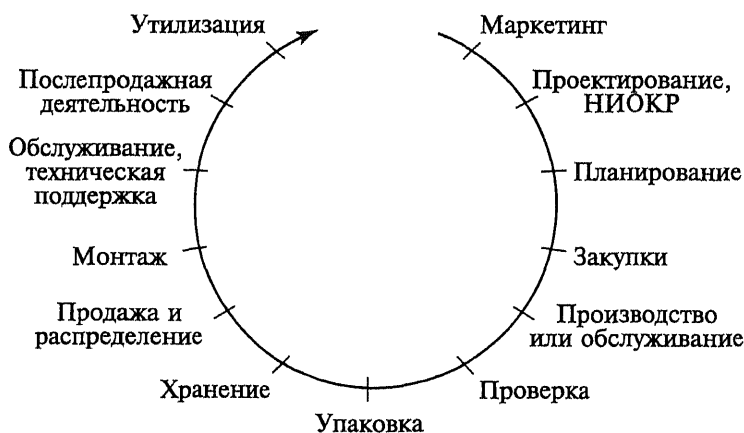 Маркетинг
Проектирование,
НИОКР
Планирование
Закупки
Производство
или обслуживание
Проверка
Упаковка
Хранение
Продажа и
распределение
Монтаж
Обслуживание,
техническая
поддержка
Послепродажная
деятельность
Утилизация